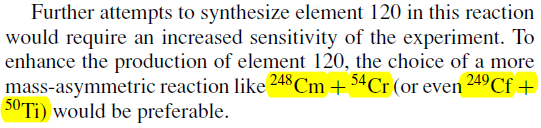 Further attempts to synthesize element 120 in this reaction
would require an increased sensitivity of the experiment. To
enhance the production of element 120, the choice of a more
mass-asymmetric reaction like ²⁴⁸Cm + ⁵⁴Cr (or even ²⁴⁹Cf +
⁵⁰Ti) would be preferable.